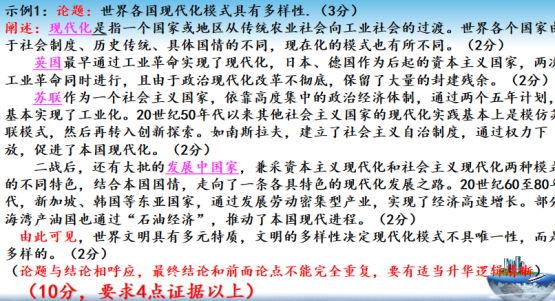 示例1：论题：世界各国现代化模式具有多样性.（3分）
阐述：现代化是指一个国家或地区从传统农业社会向工业社会的过渡。世界各个国家由
于社会制度、历史传统、具体国情的不同，现在化的模式也有所不同。（2分）
英国最早通过工业革命实现了现代化，日本、德国作为后起的资本主义国家，两次
工业革命同时进行，且由于政治现代化改革不彻底，保留了大量的封建残余。（2分）
苏联作为一个社会主义国家，依靠高度集中的政治经济体制，通过两个五年计划，
基本实现了工业化。20世纪50年代以来其他社会主义国家的现代化实践基本上是模仿苏
联模式，然后再转入创新探索。如南斯拉夫，建立了社会主义自治制度，通过权力下
放，促进了本国现代化。（2分）
二战后，还有大批的发展中国家，兼采资本主义现代化和社会主义现代化两种模式
的不同特色，结合本国国情，走向了一条各具特色的现代化发展之路。20世纪60至80年
代，新加坡、韩国等东亚国家，通过发展劳动密集型产业，实现了经济高速增长。部分
海湾产油国也通过“石油经济”，推动了本国现代进程。（2分）
由此可见，世界文明具有多元特质，文明的多样性决定现代化模式不具唯一性，而是
多样的。（2分）
（论题与结论相呼应，最终结论和前面论点不能完全重复，要有适当升华逻辑清晰）
（10分，要求4点证据以上）